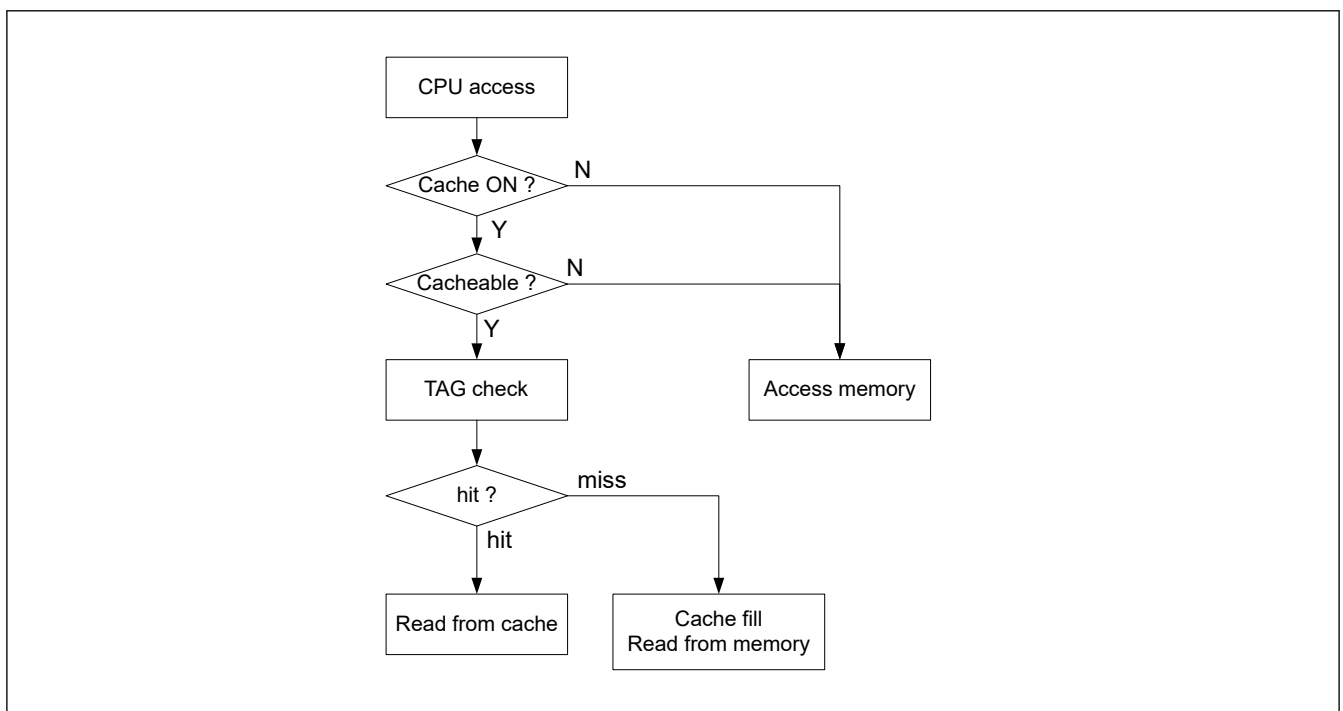 CPU access
Cache ON ?
N
Y
Cacheable ?
N
Y
TAG check
Access memory
hit ?
miss
hit
Read from cache
Cache fill
Read from memory